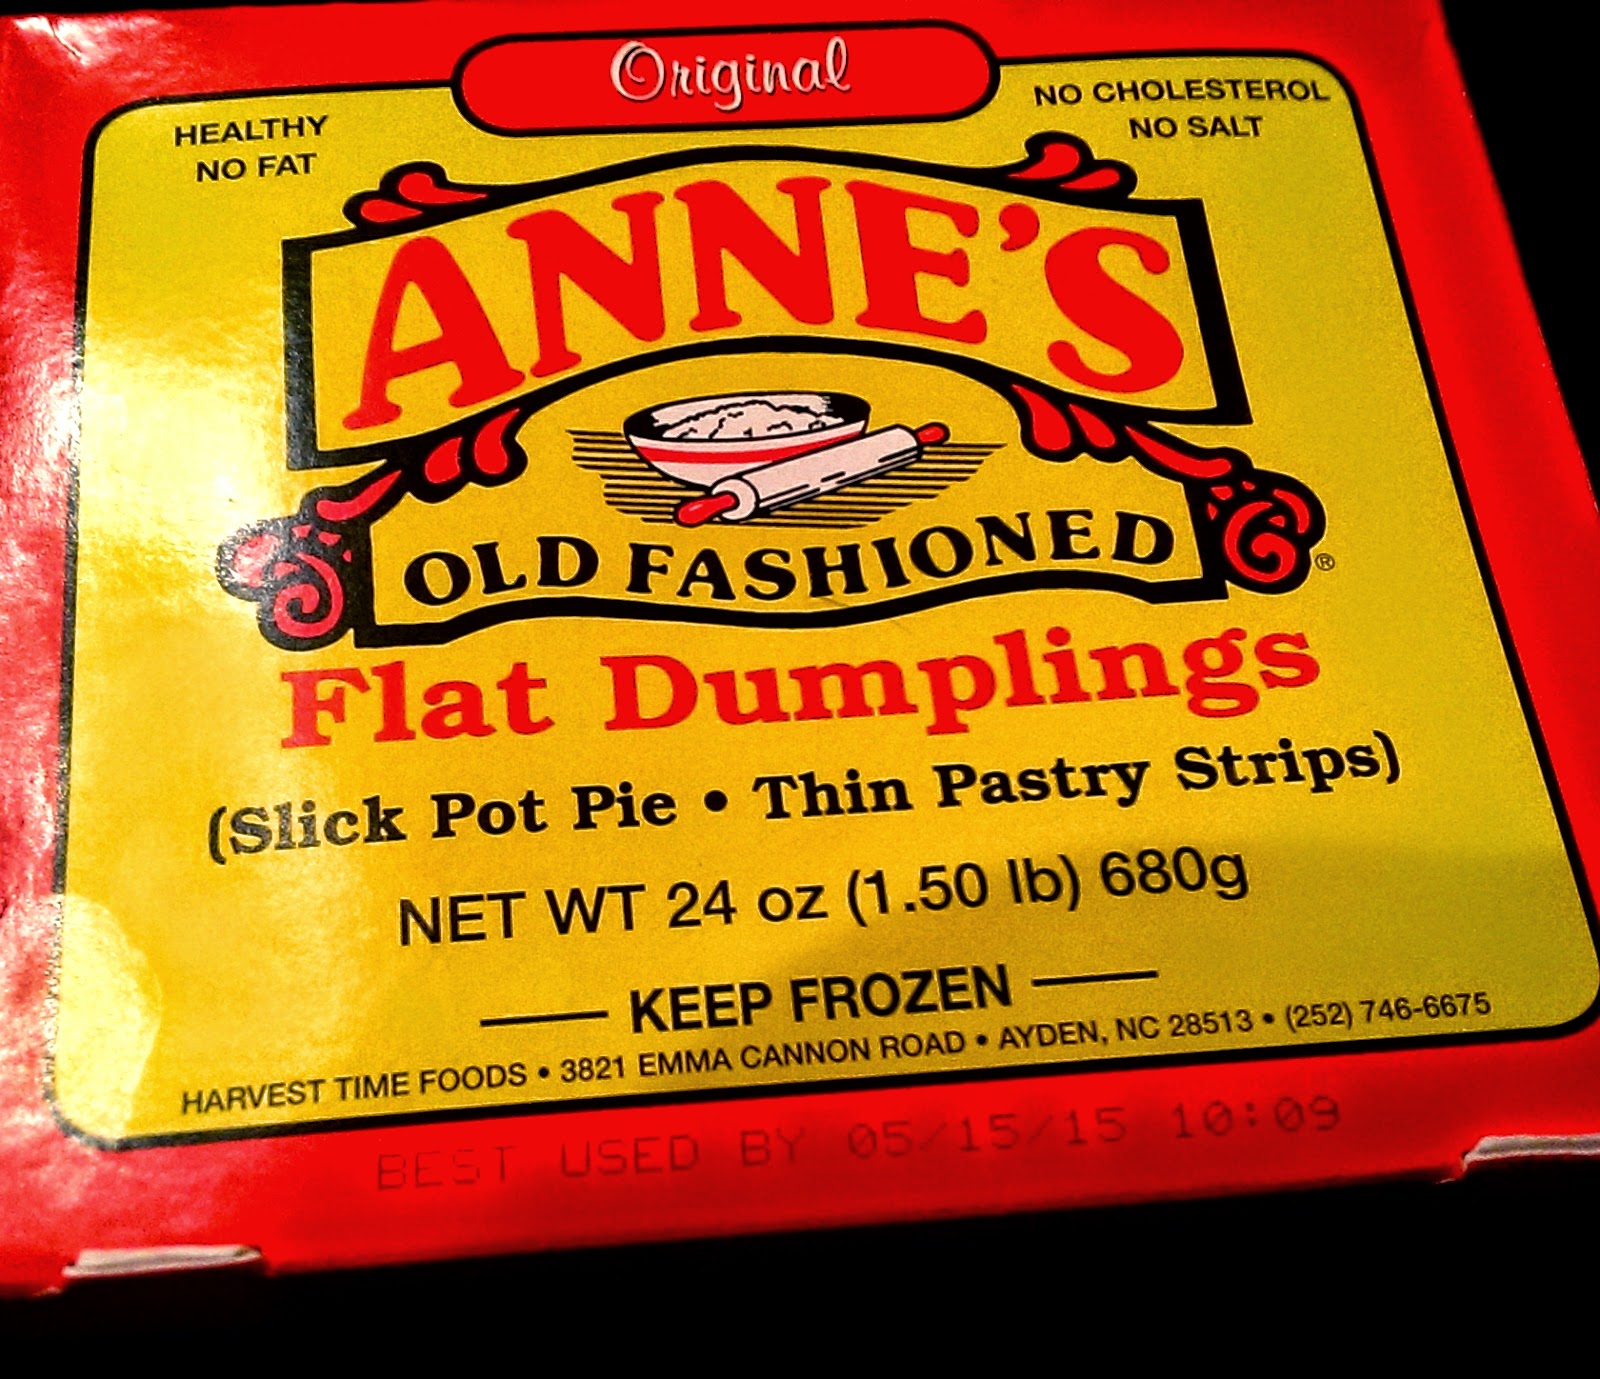 Original
HEALTHY
NO FAT
NO CHOLESTEROL
NO SALT
ANNE'S
OLD FASHIONED
®
Flat Dumplings
(Slick Pot Pie • Thin Pastry Strips)
NET WT 24 oz (1.50 lb) 680g
KEEP FROZEN
HARVEST TIME FOODS • 3821 EMMA CANNON ROAD • AYDEN, NC 28513 • (252) 746-6675
BEST USED BY 05/15/15 10:09